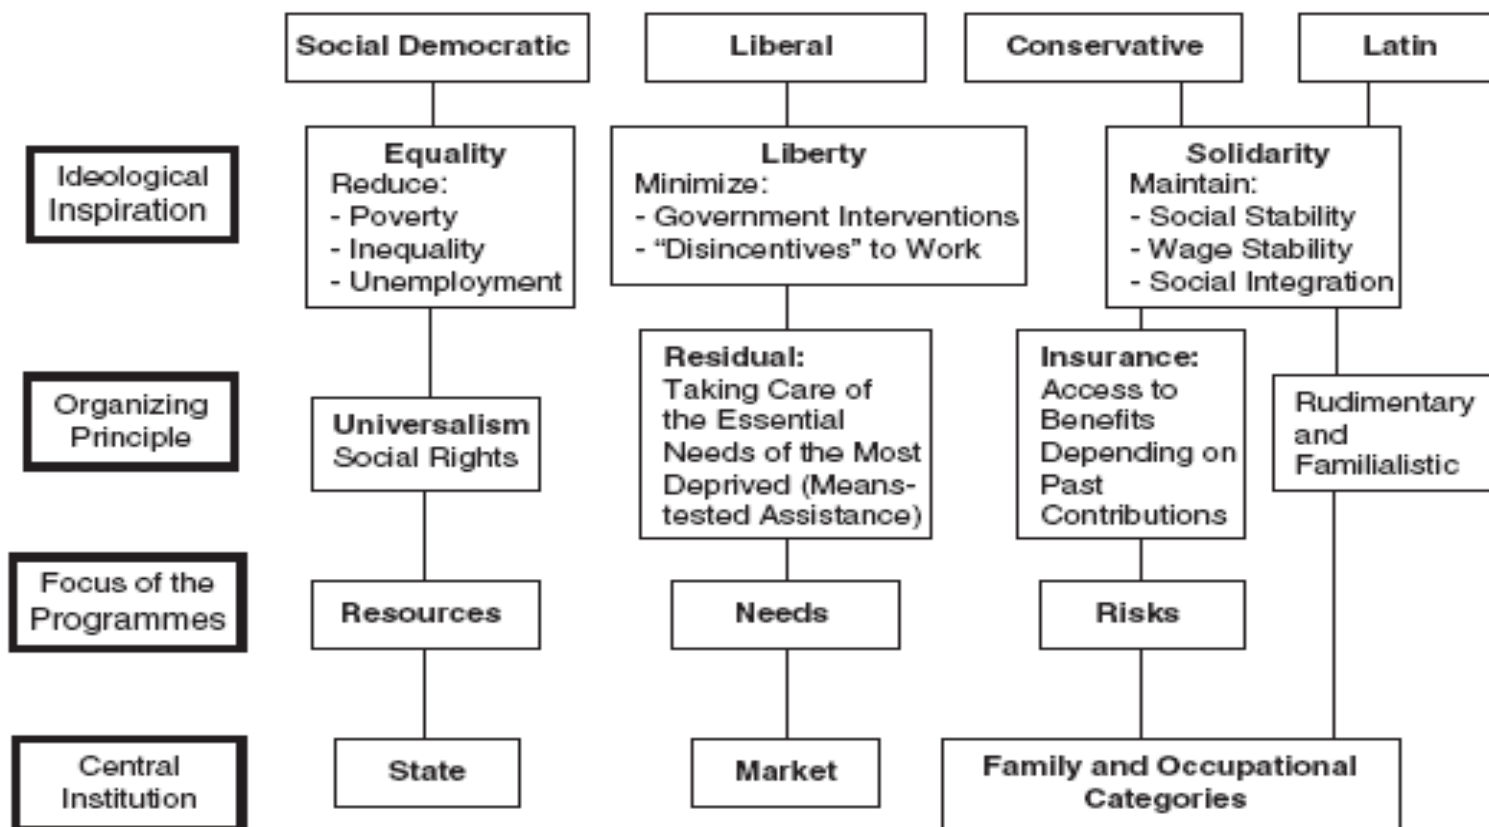 Social Democratic
Liberal
Conservative
Latin
Ideological
Inspiration
Equality
Reduce:
- Poverty
- Inequality
- Unemployment
Liberty
Minimize:
- Government Interventions
- “Disincentives” to Work
Solidarity
Maintain:
- Social Stability
- Wage Stability
- Social Integration
Organizing
Principle
Universalism
Social Rights
Residual:
Taking Care of
the Essential
Needs of the Most
Deprived (Means-
tested Assistance)
Insurance:
Access to
Benefits
Depending on
Past
Contributions
Rudimentary
and
Familialistic
Focus of the
Programmes
Resources
Needs
Risks
Central
Institution
State
Market
Family and Occupational
Categories